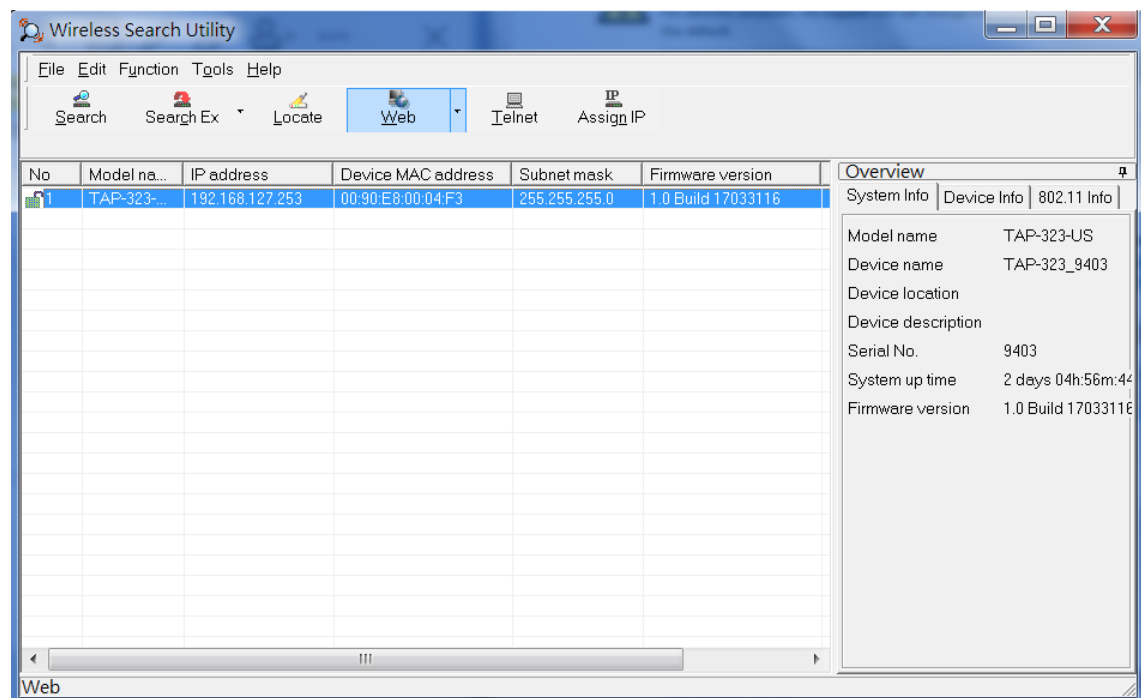 Wireless Search Utility
File Edit Function Tools Help
Search Search Ex Locate Web Telnet IP Assign IP
No Model na... IP address Device MAC address Subnet mask Firmware version
1 TAP-323-... 192.168.127.253 00:90:E8:00:04:F3 255.255.255.0 1.0 Build 17033116
Overview
System Info Device Info 802.11 Info
Model name TAP-323-US
Device name TAP-323_9403
Device location
Device description
Serial No. 9403
System up time 2 days 04h:56m:44
Firmware version 1.0 Build 17033116
Web